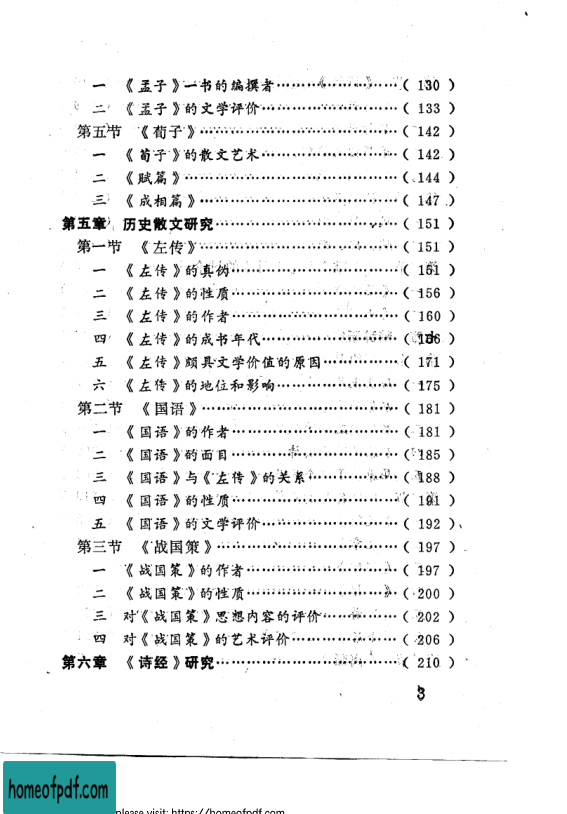 一 《孟子》一书的编撰者……………………( 130 )
二 《孟子》的文学评价……………………( 133 )
第五节 《荀子》……………………………( 142 )
一 《荀子》的散文艺术……………………( 142 )
二 《赋篇》…………………………………( 144 )
三 《成相篇》………………………………( 147 )
第五章 历史散文研究………………………( 151 )
第一节 《左传》……………………………( 151 )
一 《左传》的真伪…………………………( 151 )
二 《左传》的性质…………………………( 156 )
三 《左传》的作者…………………………( 160 )
四 《左传》的成书年代……………………( )
五 《左传》颇具文学价值的原因…………( 171 )
六 《左传》的地位和影响…………………( 175 )
第二节 《国语》……………………………( 181 )
一 《国语》的作者…………………………( 181 )
二 《国语》的面目…………………………( 185 )
三 《国语》与《左传》的关系……………( 188 )
四 《国语》的性质…………………………( 191 )
五 《国语》的文学评价……………………( 192 )
第三节 《战国策》…………………………( 197 )
一 《战国策》的作者………………………( 197 )
二 《战国策》的性质………………………( 200 )
三 对《战国策》思想内容的评价…………( 202 )
四 对《战国策》的艺术评价………………( 206 )
第六章 《诗经》研究………………………( 210 )
3
homeofpdf.com
please visit: https://homeofpdf.com